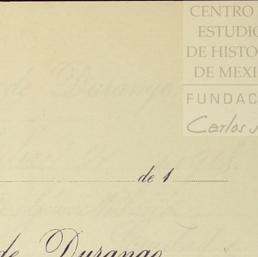 CENTRO
ESTUDIO
DE HISTO
DE MEXI
FUNDAC
Carlos
de 1
de Durango